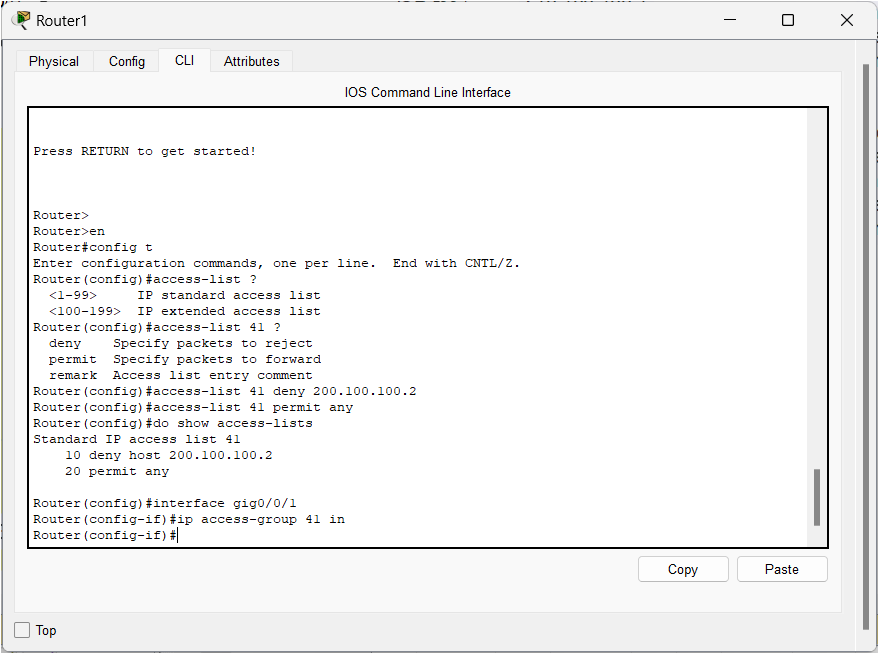 Router1
Physical Config CLI Attributes
IOS Command Line Interface
Press RETURN to get started!
Router>
Router>en
Router#config t
Enter configuration commands, one per line.  End with CNTL/Z.
Router(config)#access-list ?
  <1-99>     IP standard access list
  <100-199>  IP extended access list
Router(config)#access-list 41 ?
  deny    Specify packets to reject
  permit  Specify packets to forward
  remark  Access list entry comment
Router(config)#access-list 41 deny 200.100.100.2
Router(config)#access-list 41 permit any
Router(config)#do show access-lists
Standard IP access list 41
    10 deny host 200.100.100.2
    20 permit any
Router(config)#interface gig0/0/1
Router(config-if)#ip access-group 41 in
Router(config-if)#
Copy Paste
Top